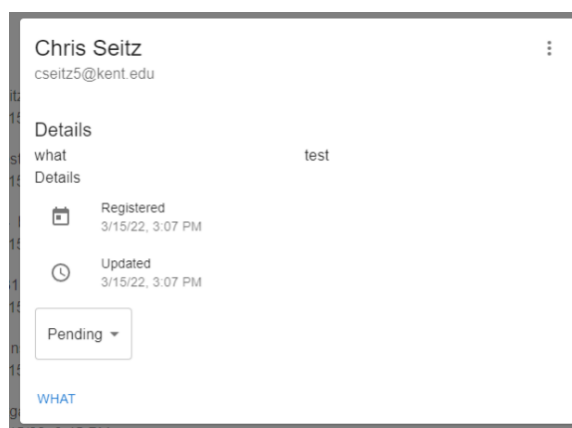 Chris Seitz
cseitz5@kent.edu
Details
what test
Details
Registered
3/15/22, 3:07 PM
Updated
3/15/22, 3:07 PM
Pending
WHAT